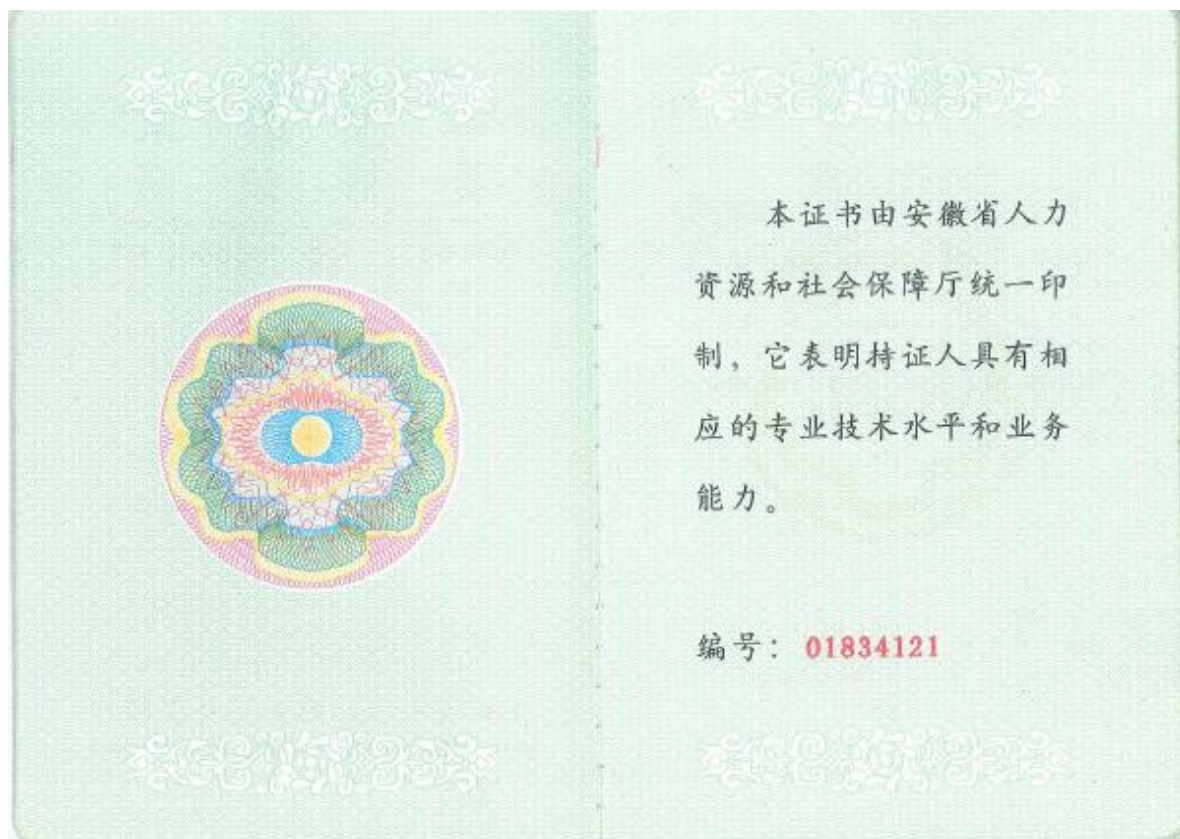 本证书由安徽省人力
资源和社会保障厅统一印
制，它表明持证人具有相
应的专业技术水平和业务
能力。
编号：01834121